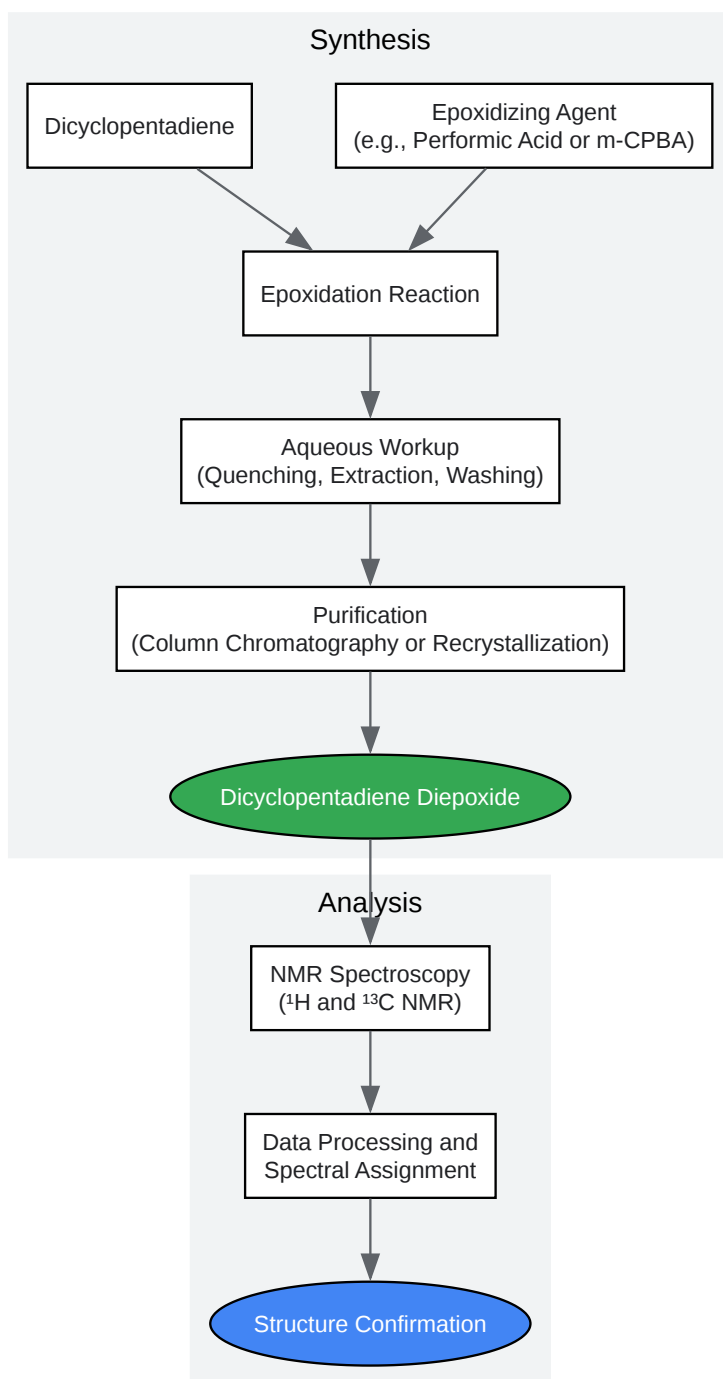 Synthesis
Dicyclopentadiene
Epoxidizing Agent
(e.g., Performic Acid or m-CPBA)
Epoxidation Reaction
Aqueous Workup
(Quenching, Extraction, Washing)
Purification
(Column Chromatography or Recrystallization)
Dicyclopentadiene Diepoxide
Analysis
NMR Spectroscopy
(¹H and ¹³C NMR)
Data Processing and
Spectral Assignment
Structure Confirmation